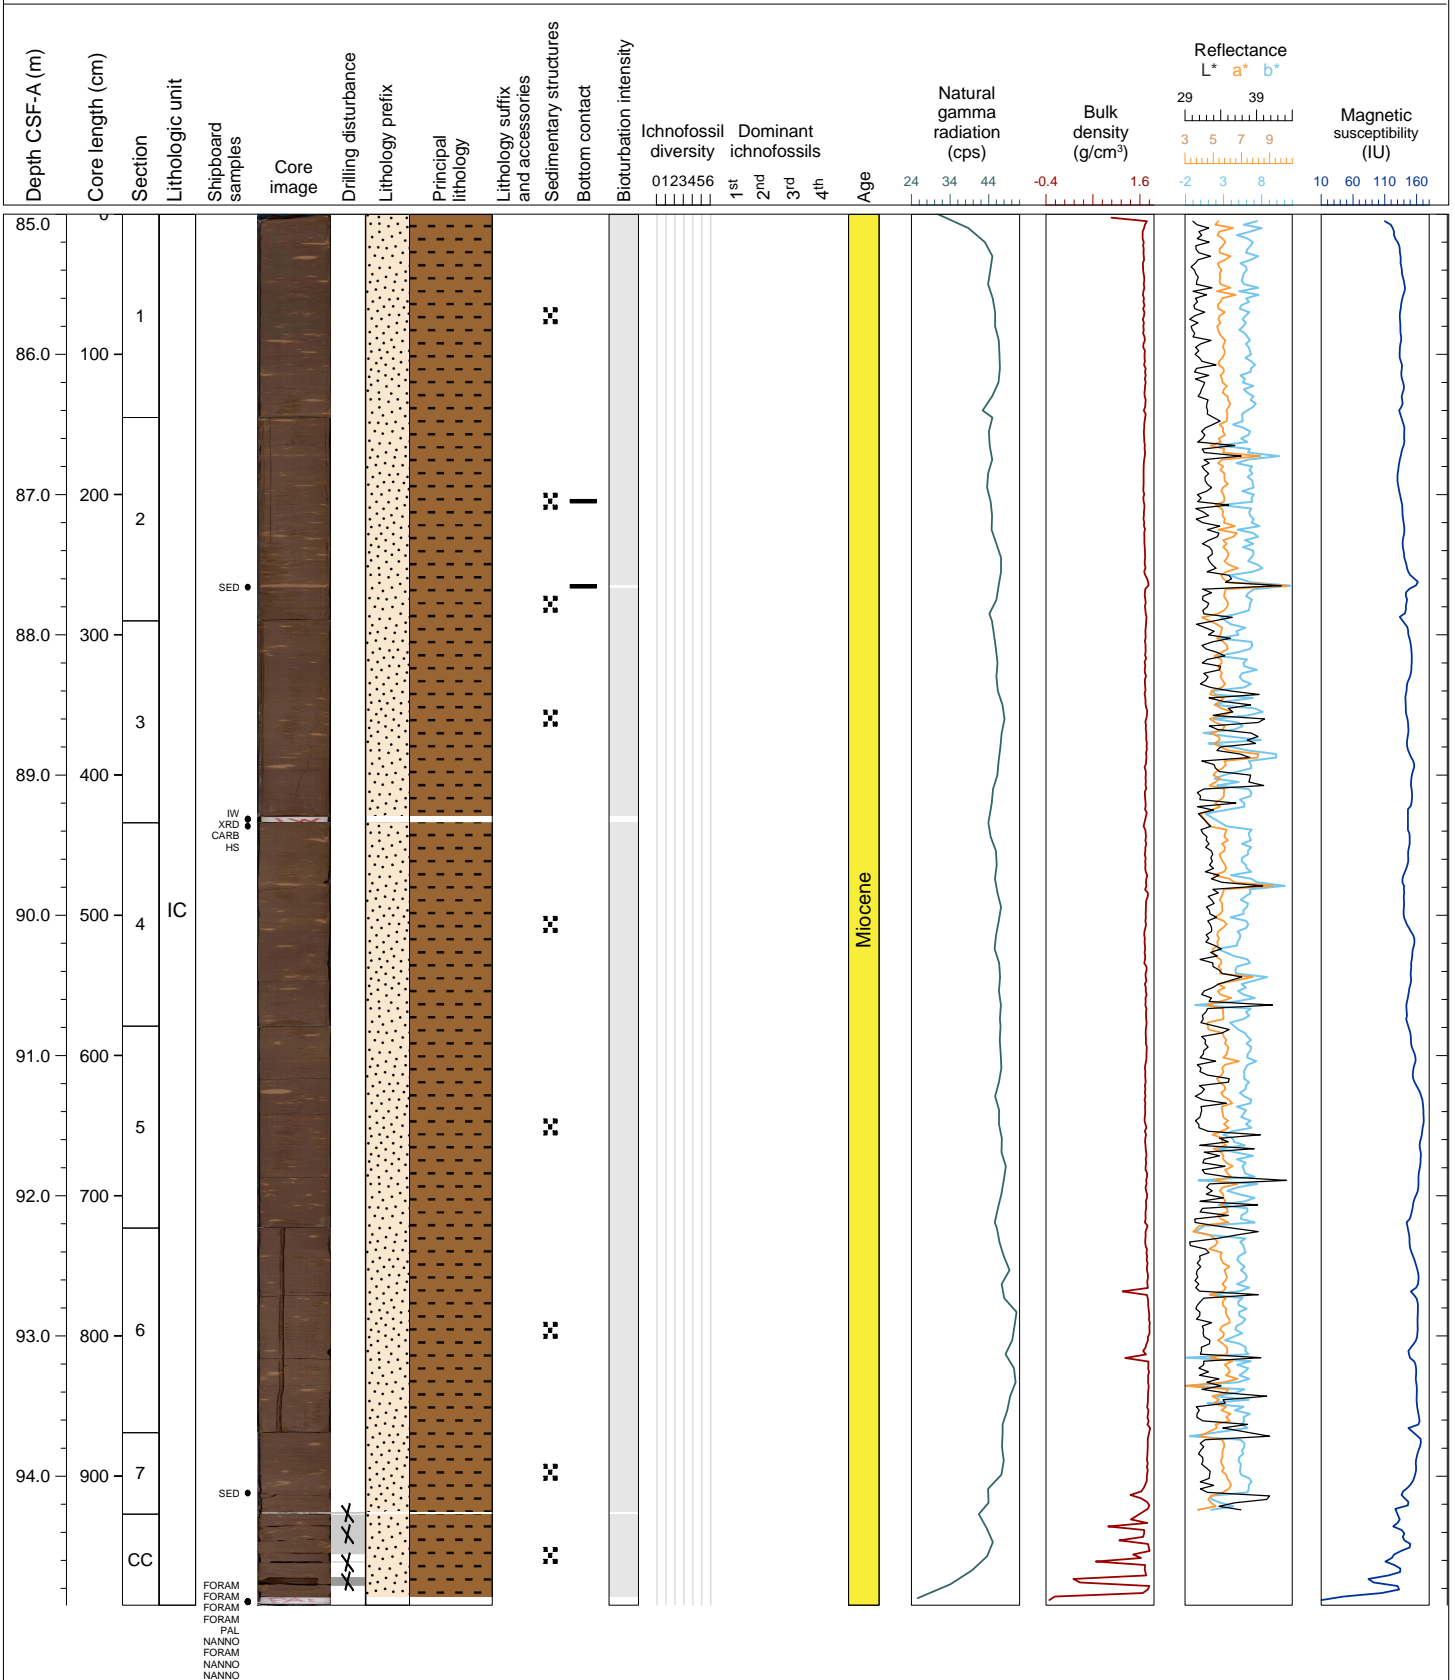 Depth CSF-A (m)
Core length (cm)
Section
Lithologic unit
Shipboard
samples
Core
image
Drilling disturbance
Lithology prefix
Principal
lithology
Lithology suffix
and accessories
Sedimentary structures
Bottom contact
Bioturbation intensity
Ichnofossil
diversity
0123456
Dominant
ichnofossils
1st
2nd
3rd
4th
Age
Natural
gamma
radiation
(cps)
24 34 44
Bulk
density
(g/cm³)
-0.4 1.6
Reflectance
L* a* b*
29 39
3 5 7 9
-2 3 8
Magnetic
susceptibility
(IU)
10 60 110 160
85.0 0
1
86.0 100
87.0 200
2
SED
88.0 300
3
89.0 400
IW
XRD
CARB
HS
IC
90.0 500
4
Miocene
91.0 600
5
92.0 700
6
93.0 800
7
94.0 900
SED
CC
FORAM
FORAM
FORAM
FORAM
PAL
NANNO
FORAM
NANNO
NANNO